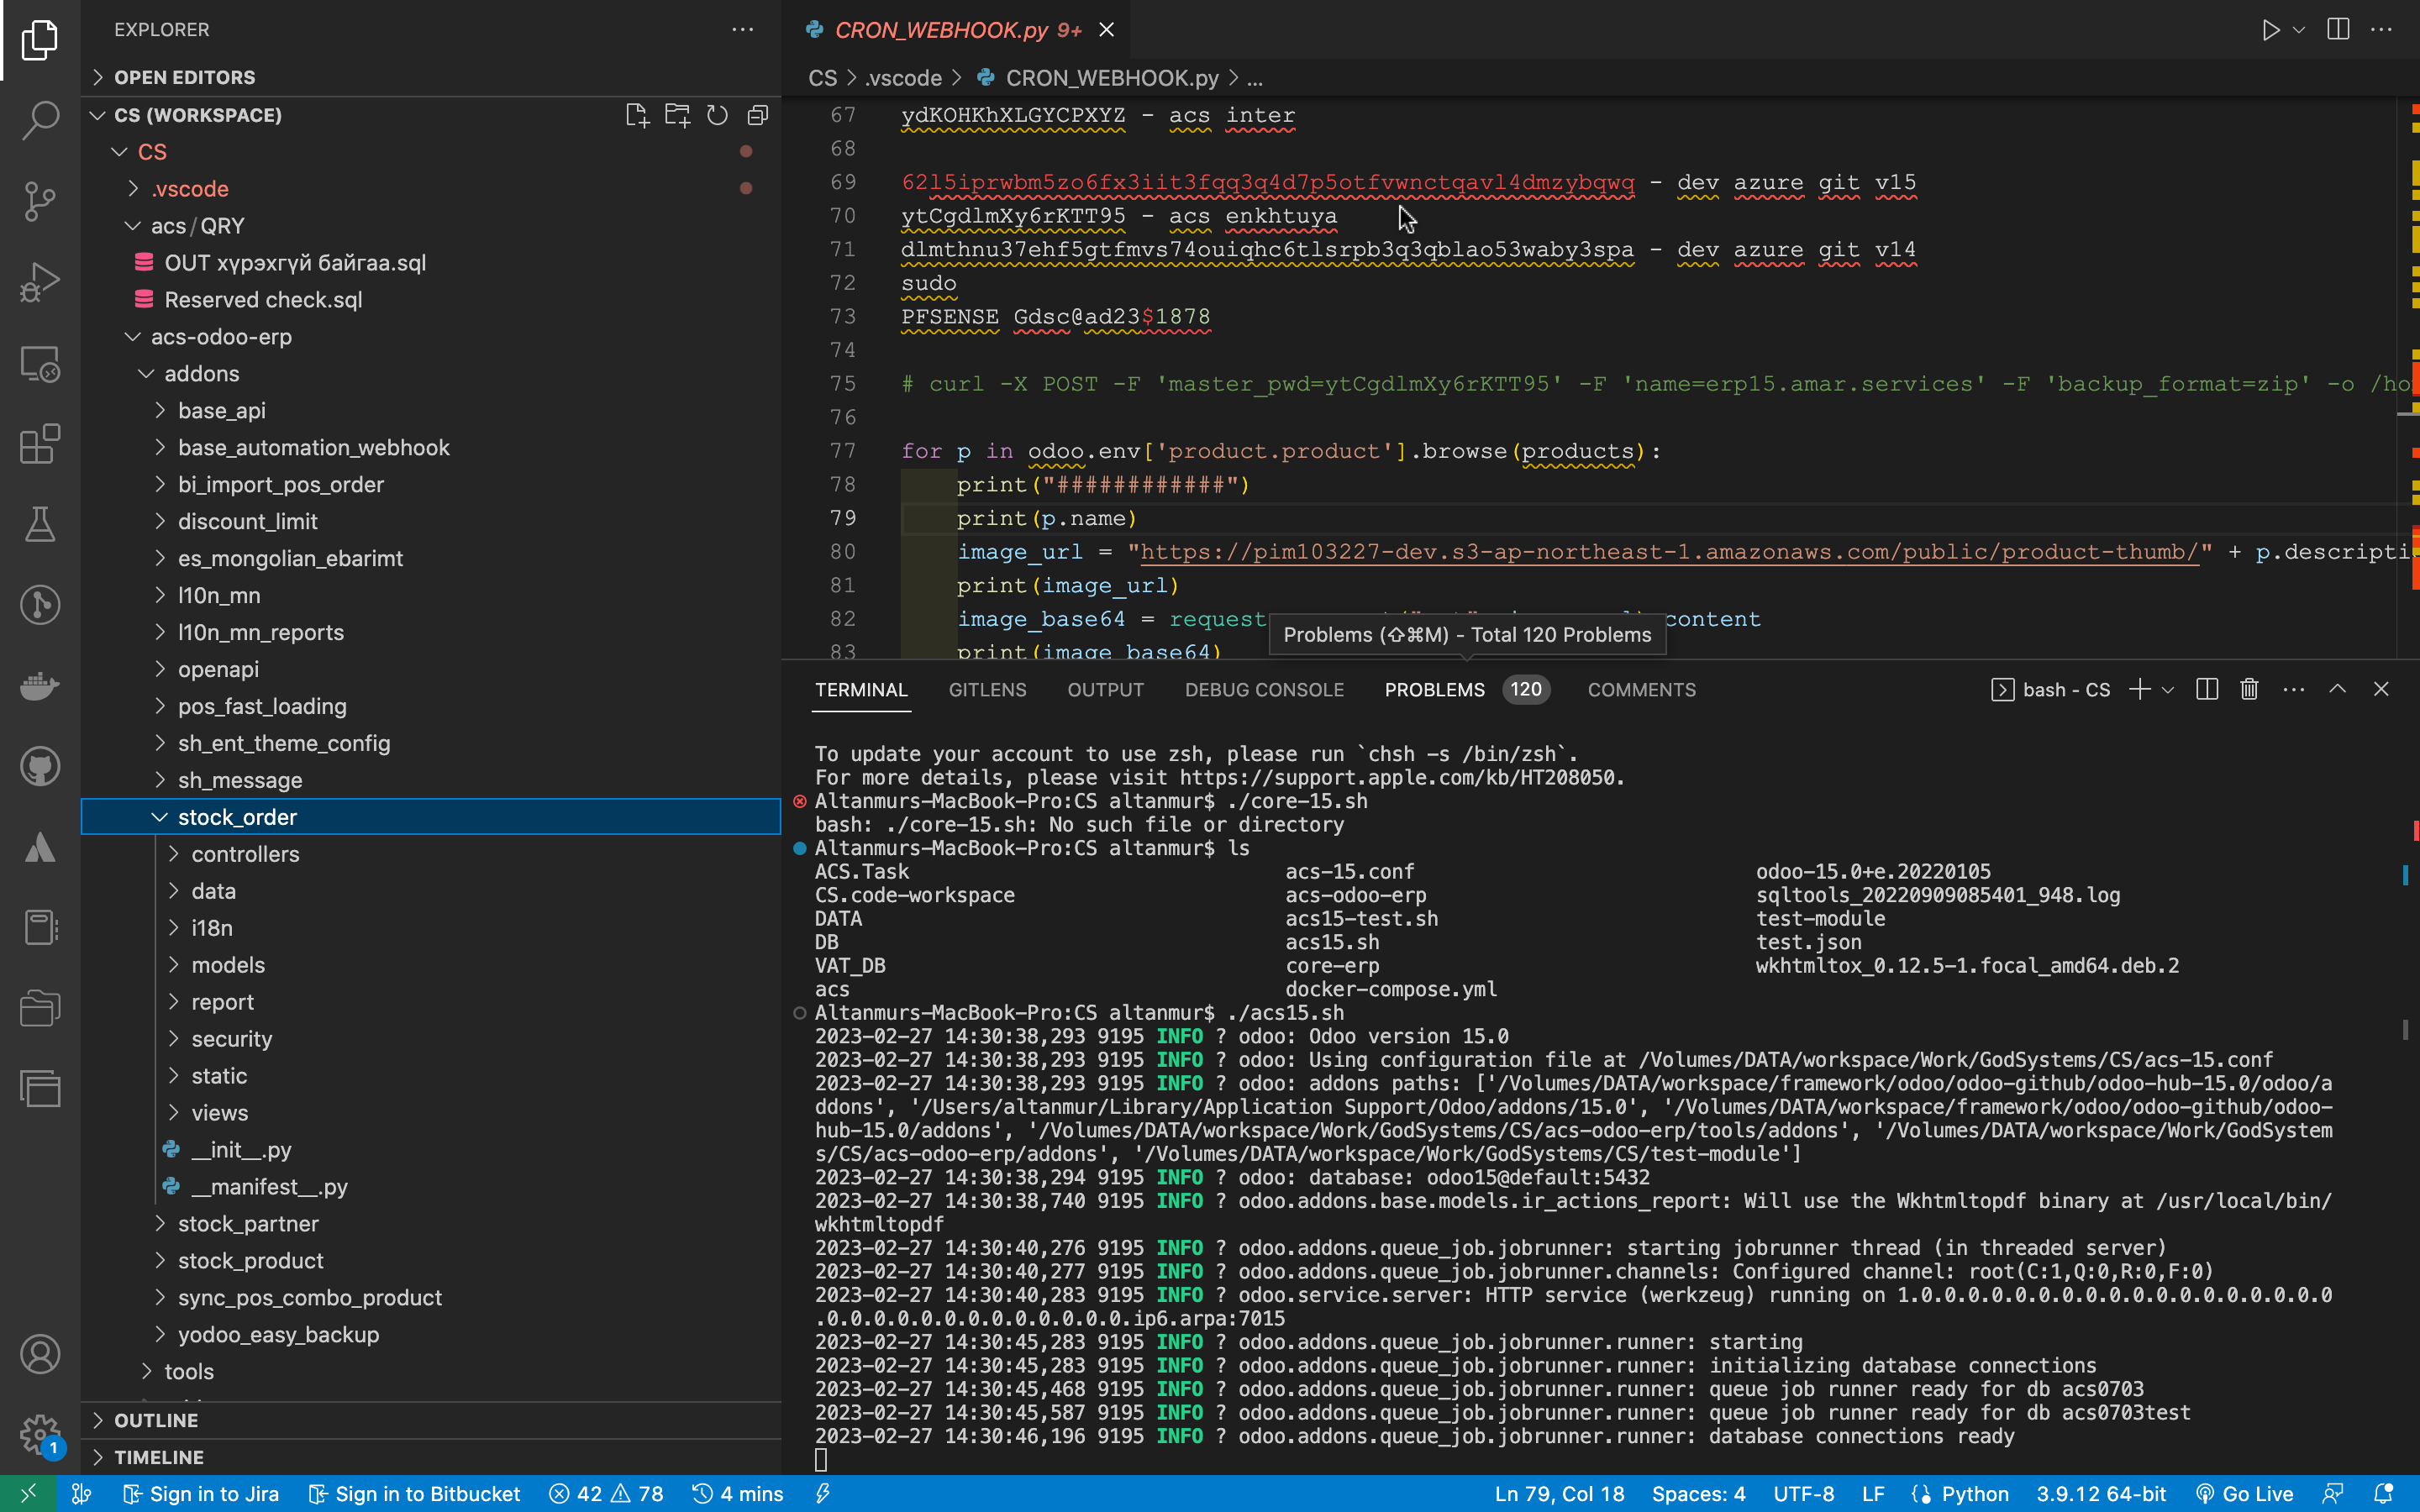 EXPLORER
OPEN EDITORS
CS (WORKSPACE)
CS
.vscode
acs / QRY
OUT хүрэхгүй байгаа.sql
Reserved check.sql
acs-odoo-erp
addons
base_api
base_automation_webhook
bi_import_pos_order
discount_limit
es_mongolian_ebarimt
l10n_mn
l10n_mn_reports
openapi
pos_fast_loading
sh_ent_theme_config
sh_message
stock_order
controllers
data
i18n
models
report
security
static
views
__init__.py
__manifest__.py
stock_partner
stock_product
sync_pos_combo_product
yodoo_easy_backup
tools
OUTLINE
TIMELINE
1
CRON_WEBHOOK.py 9+
CS > .vscode > CRON_WEBHOOK.py > ...
67 ydKOHKhXLGYCPXYZ - acs inter
68
69 62l5iprwbm5zo6fx3iit3fqq3q4d7p5otfvwnctqavl4dmzybqwq - dev azure git v15
70 ytCgdlmXy6rKTT95 - acs enkhtuya
71 dlmthnu37ehf5gtfmvs74ouiqhc6tlsrpb3q3qblao53waby3spa - dev azure git v14
72 sudo
73 PFSENSE Gdsc@ad23$1878
74
75 # curl -X POST -F 'master_pwd=ytCgdlmXy6rKTT95' -F 'name=erp15.amar.services' -F 'backup_format=zip' -o /ho
76
77 for p in odoo.env['product.product'].browse(products):
78 print("############")
79 print(p.name)
80 image_url = "https://pim103227-dev.s3-ap-northeast-1.amazonaws.com/public/product-thumb/" + p.descripti
81 print(image_url)
82 image_base64 = request content
83 print(image_base64)
Problems (⇧⌘M) - Total 120 Problems
TERMINAL GITLENS OUTPUT DEBUG CONSOLE PROBLEMS 120 COMMENTS
bash - CS
To update your account to use zsh, please run `chsh -s /bin/zsh`.
For more details, please visit https://support.apple.com/kb/HT208050.
Altanmurs-MacBook-Pro:CS altanmur$ ./core-15.sh
bash: ./core-15.sh: No such file or directory
Altanmurs-MacBook-Pro:CS altanmur$ ls
ACS.Task acs-15.conf odoo-15.0+e.20220105
CS.code-workspace acs-odoo-erp sqltools_20220909085401_948.log
DATA acs15-test.sh test-module
DB acs15.sh test.json
VAT_DB core-erp wkhtmltox_0.12.5-1.focal_amd64.deb.2
acs docker-compose.yml
Altanmurs-MacBook-Pro:CS altanmur$ ./acs15.sh
2023-02-27 14:30:38,293 9195 INFO ? odoo: Odoo version 15.0
2023-02-27 14:30:38,293 9195 INFO ? odoo: Using configuration file at /Volumes/DATA/workspace/Work/GodSystems/CS/acs-15.conf
2023-02-27 14:30:38,293 9195 INFO ? odoo: addons paths: ['/Volumes/DATA/workspace/framework/odoo/odoo-github/odoo-hub-15.0/odoo/a
ddons', '/Users/altanmur/Library/Application Support/Odoo/addons/15.0', '/Volumes/DATA/workspace/framework/odoo/odoo-github/odoo-
hub-15.0/addons', '/Volumes/DATA/workspace/Work/GodSystems/CS/acs-odoo-erp/tools/addons', '/Volumes/DATA/workspace/Work/GodSystem
s/CS/acs-odoo-erp/addons', '/Volumes/DATA/workspace/Work/GodSystems/CS/test-module']
2023-02-27 14:30:38,294 9195 INFO ? odoo: database: odoo15@default:5432
2023-02-27 14:30:38,740 9195 INFO ? odoo.addons.base.models.ir_actions_report: Will use the Wkhtmltopdf binary at /usr/local/bin/
wkhtmltopdf
2023-02-27 14:30:40,276 9195 INFO ? odoo.addons.queue_job.jobrunner: starting jobrunner thread (in threaded server)
2023-02-27 14:30:40,277 9195 INFO ? odoo.addons.queue_job.jobrunner.channels: Configured channel: root(C:1,Q:0,R:0,F:0)
2023-02-27 14:30:40,283 9195 INFO ? odoo.service.server: HTTP service (werkzeug) running on 1.0.0.0.0.0.0.0.0.0.0.0.0.0.0.0.0.0.0
.0.0.0.0.0.0.0.0.0.0.0.0.0.ip6.arpa:7015
2023-02-27 14:30:45,283 9195 INFO ? odoo.addons.queue_job.jobrunner.runner: starting
2023-02-27 14:30:45,283 9195 INFO ? odoo.addons.queue_job.jobrunner.runner: initializing database connections
2023-02-27 14:30:45,468 9195 INFO ? odoo.addons.queue_job.jobrunner.runner: queue job runner ready for db acs0703
2023-02-27 14:30:45,587 9195 INFO ? odoo.addons.queue_job.jobrunner.runner: queue job runner ready for db acs0703test
2023-02-27 14:30:46,196 9195 INFO ? odoo.addons.queue_job.jobrunner.runner: database connections ready
Sign in to Jira Sign in to Bitbucket 42 78 4 mins Ln 79, Col 18 Spaces: 4 UTF-8 LF Python 3.9.12 64-bit Go Live